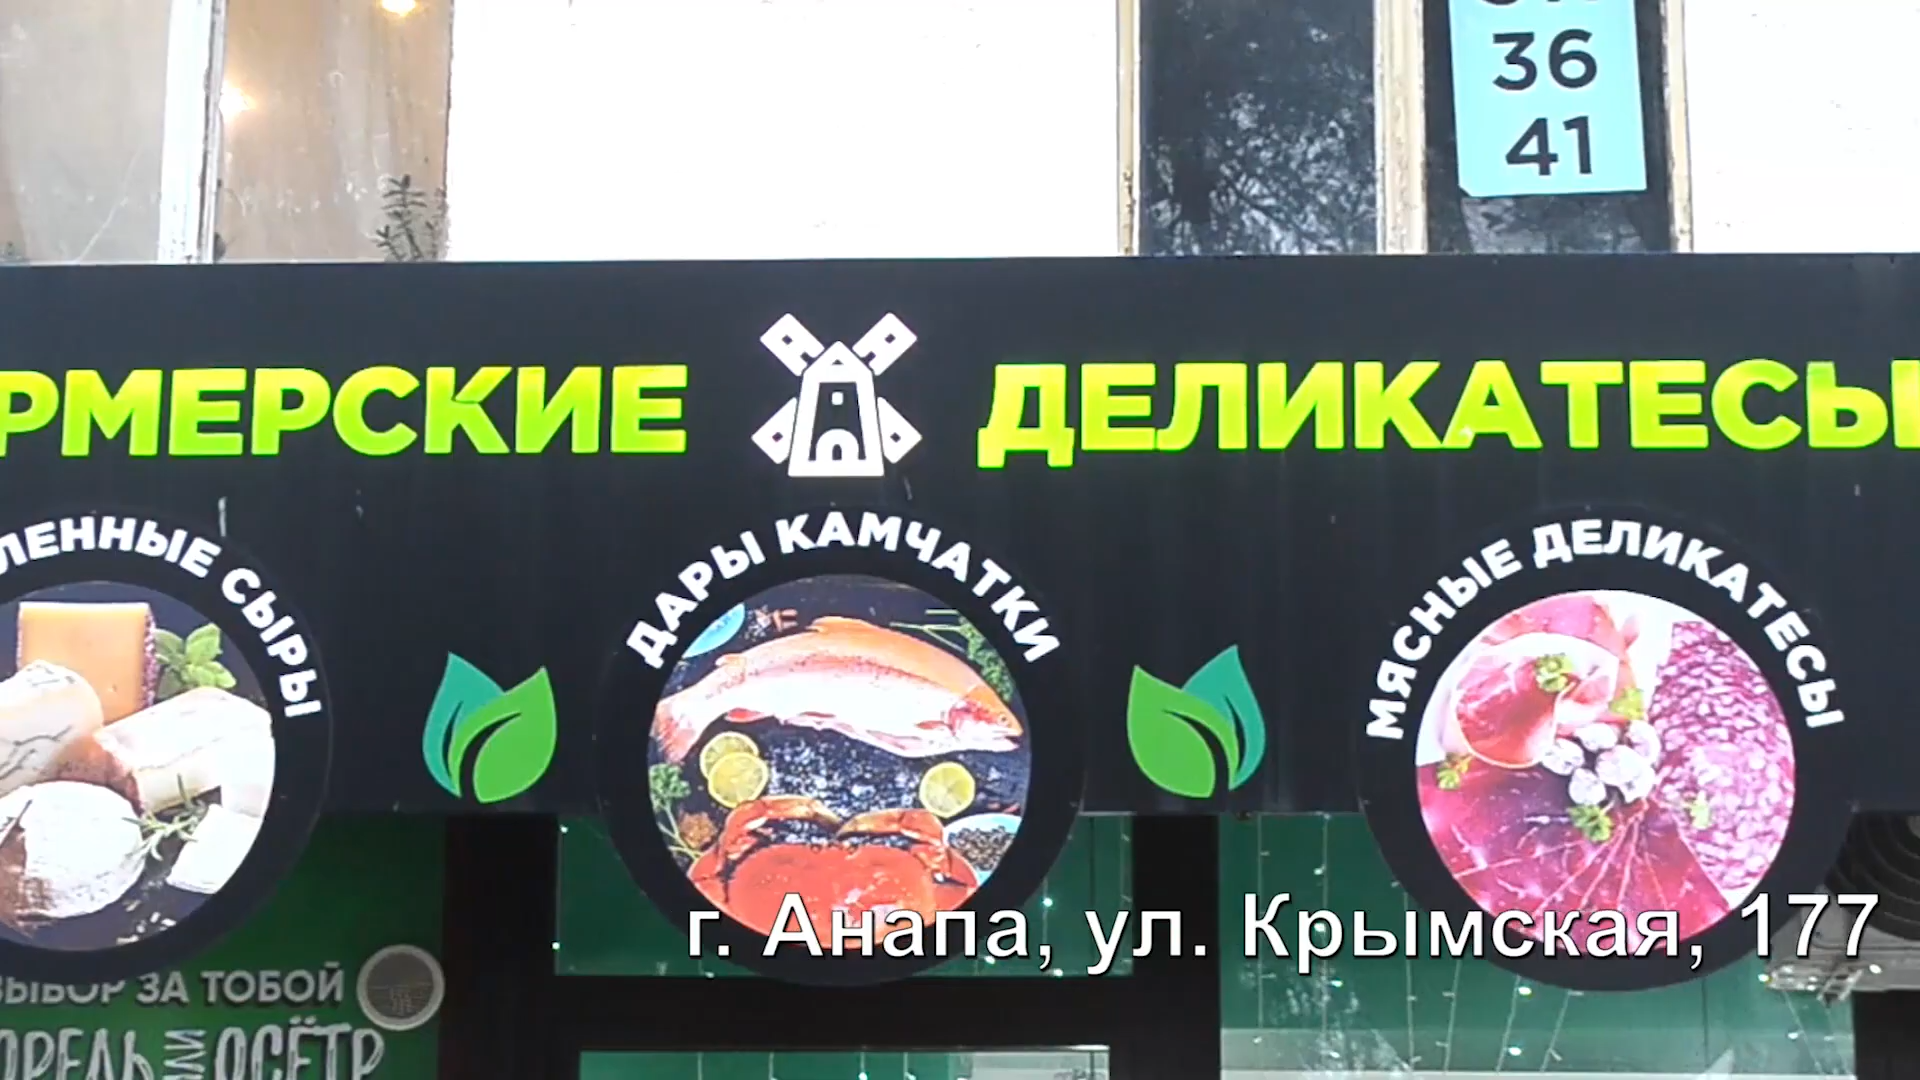 36
41
РМЕРСКИЕ ДЕЛИКАТЕСЫ
ЛЕННЫЕ СЫРЫ
ДАРЫ КАМЧАТКИ
МЯСНЫЕ ДЕЛИКАТЕСЫ
г. Анапа, ул. Крымская, 177
ВЫБОР ЗА ТОБОЙ
ОРЕЛЬ ИЛИ ОСЁТР